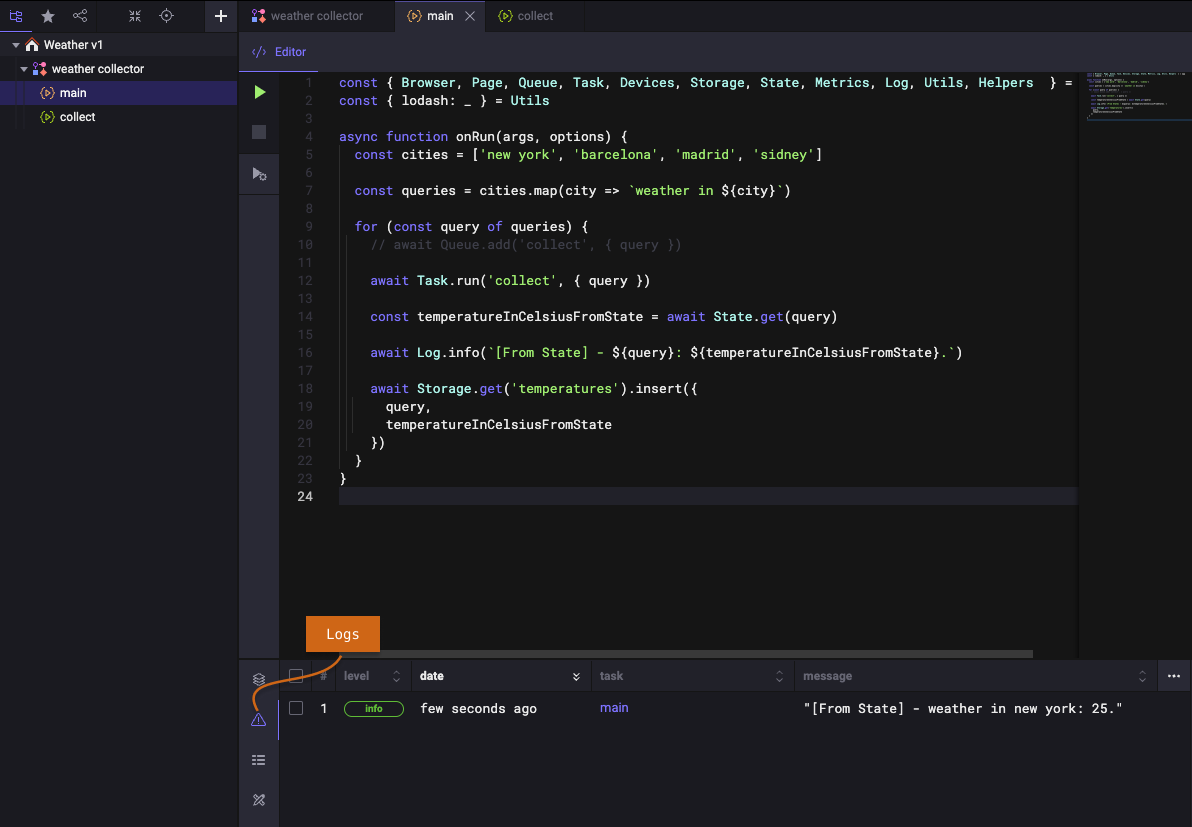 weather collector
main
collect
Weather v1
weather collector
main
collect
Editor
1 const { Browser, Page, Queue, Task, Devices, Storage, State, Metrics, Log, Utils, Helpers } =
2 const { lodash: _ } = Utils
3
4 async function onRun(args, options) {
5 const cities = ['new york', 'barcelona', 'madrid', 'sidney']
6
7 const queries = cities.map(city => `weather in ${city}`)
8
9 for (const query of queries) {
10 // await Queue.add('collect', { query })
11
12 await Task.run('collect', { query })
13
14 const temperatureInCelsiusFromState = await State.get(query)
15
16 await Log.info(`[From State] - ${query}: ${temperatureInCelsiusFromState}.`)
17
18 await Storage.get('temperatures').insert({
19 query,
20 temperatureInCelsiusFromState
21 })
22 }
23 }
24
Logs
# level date task message
1 info few seconds ago main "[From State] - weather in new york: 25."